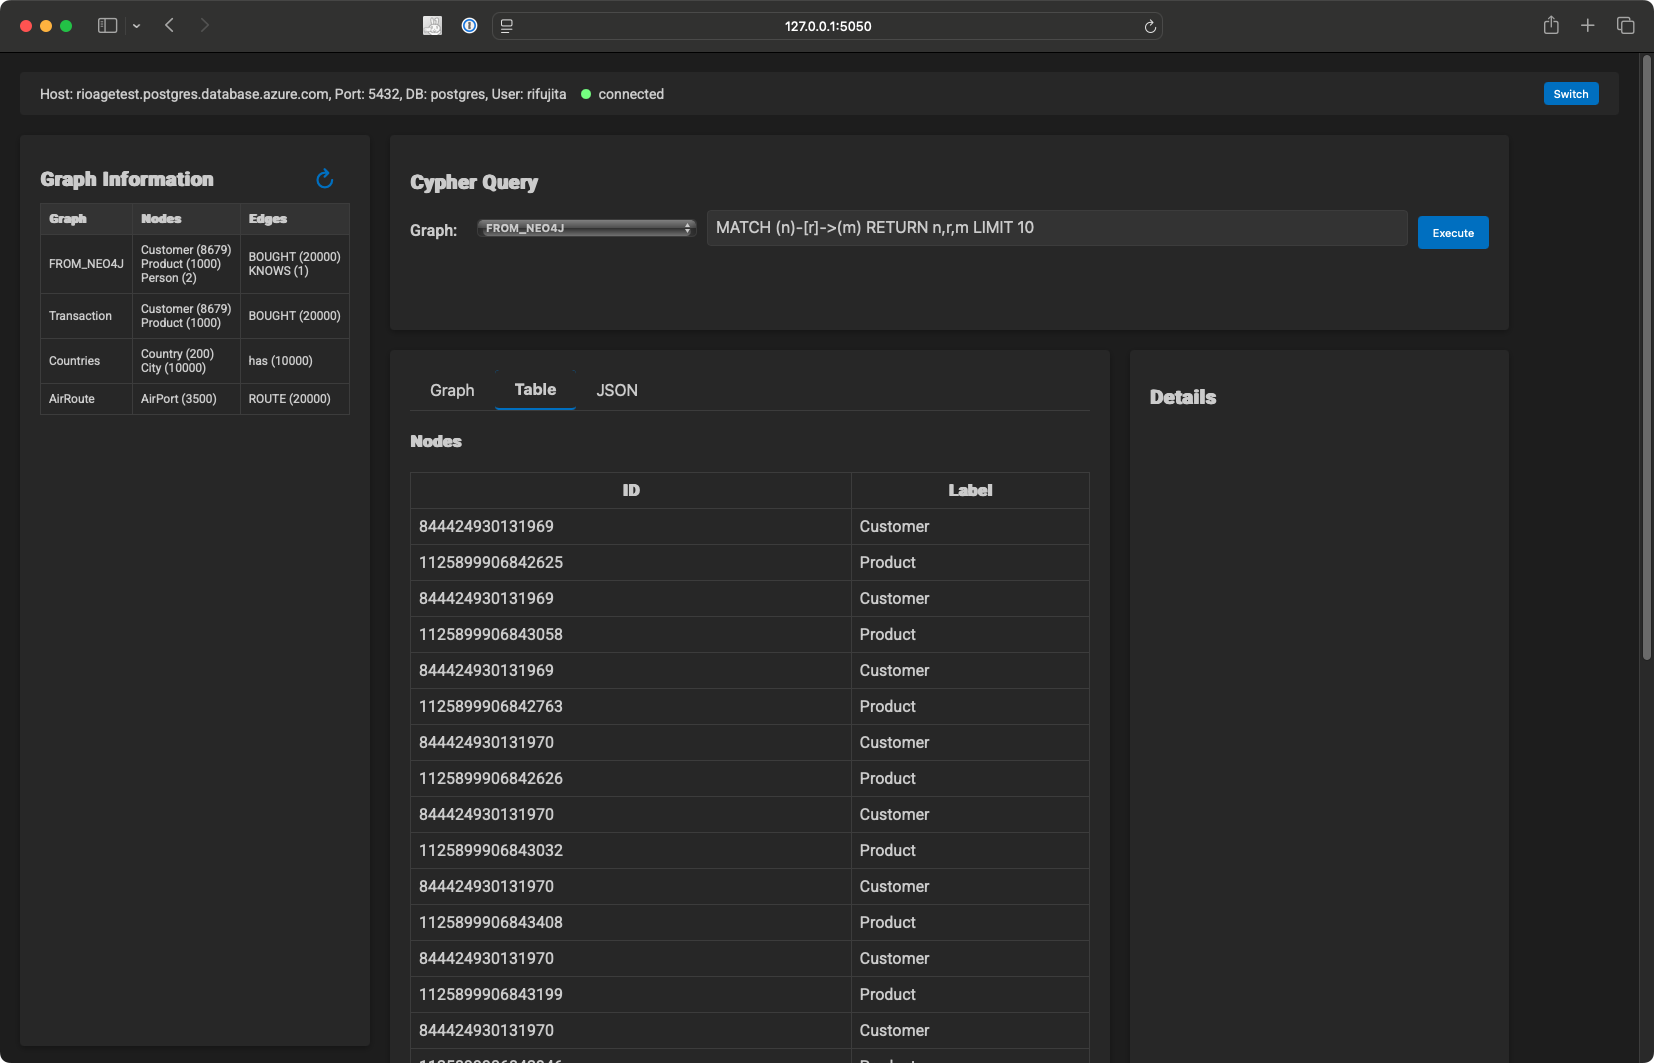 127.0.0.1:5050
Host: rioagetest.postgres.database.azure.com, Port: 5432, DB: postgres, User: rifujita connected
Switch
Graph Information
Graph Nodes Edges
FROM_NEO4J
Customer (8679)
Product (1000)
Person (2)
BOUGHT (20000)
KNOWS (1)
Transaction
Customer (8679)
Product (1000)
BOUGHT (20000)
Countries
Country (200)
City (10000)
has (10000)
AirRoute AirPort (3500) ROUTE (20000)
Cypher Query
Graph: FROM_NEO4J MATCH (n)-[r]->(m) RETURN n,r,m LIMIT 10 Execute
Graph Table JSON
Nodes
ID Label
844424930131969 Customer
1125899906842625 Product
844424930131969 Customer
1125899906843058 Product
844424930131969 Customer
1125899906842763 Product
844424930131970 Customer
1125899906842626 Product
844424930131970 Customer
1125899906843032 Product
844424930131970 Customer
1125899906843408 Product
844424930131970 Customer
1125899906843199 Product
844424930131970 Customer
Details